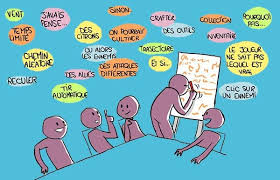 VENT
J'AVAIS
PENSÉ...
SINON...
CRAFTER
COLLECTION
POURQUOI
PAS...
TEMPS
LIMITÉ
DES
CITRONS
ON POURRAIT
CULTIVER
DES OUTILS
INVENTAIRE
CHEMIN
ALÉATOIRE
OU ALORS
LES ENNEMIS
TRAJECTOIRE
LE JOUEUR
NE SAIT PAS
LEQUEL EST
VRAI
RECULER
DES ALLIÉS
DES ATTAQUES
DIFFÉRENTES
ET SI...
TIR
AUTOMATIQUE
CLIC SUR
UN ENNEMI